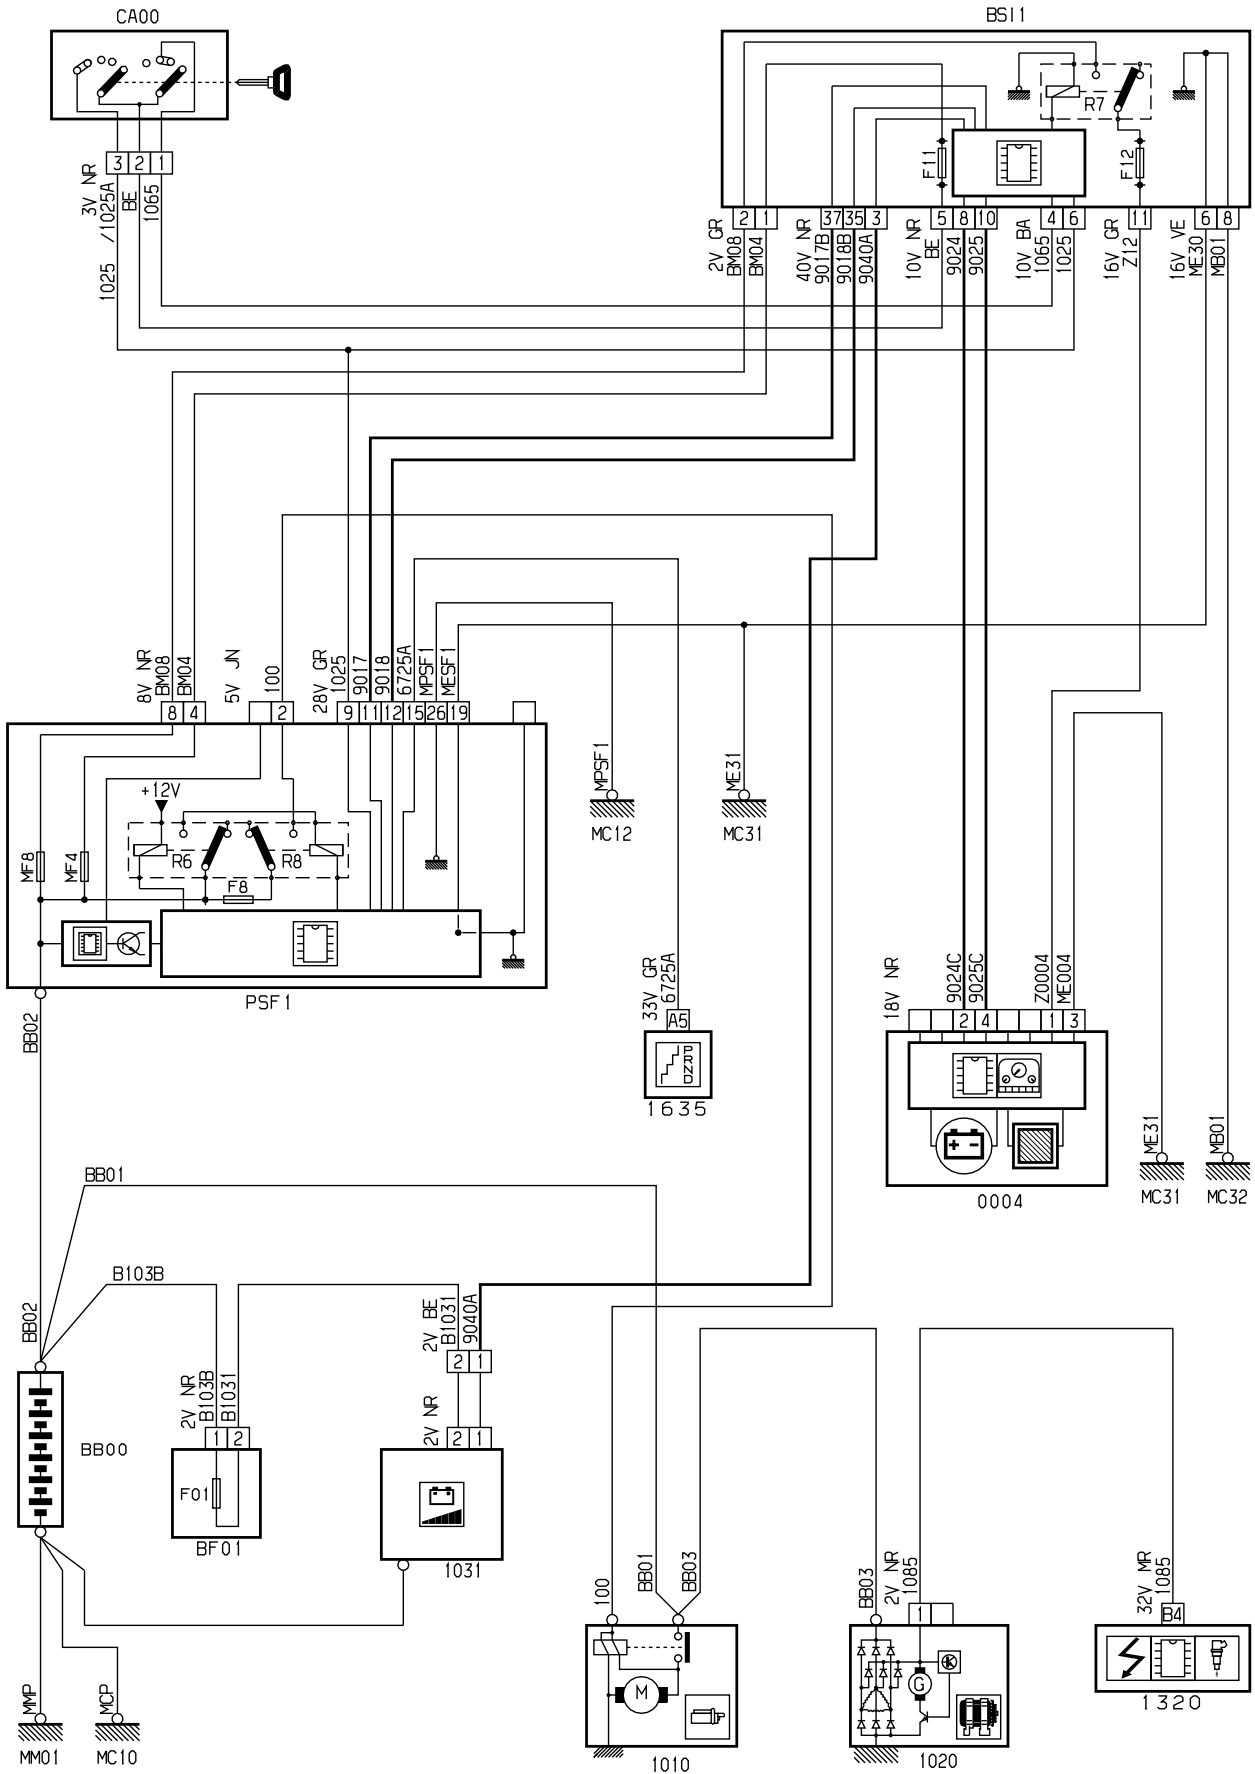 CA00
BSI1
R7
F11
F12
3 2 1
3V NR
1025 /1025A
BE
1065
2 1
37 35 3
5 8 10
4 6
11
6 8
2V GR
BM08
BM04
40V NR
9017B
9018B
9040A
10V NR
BE
9024
9025
10V BA
1065
1025
16V GR
Z12
16V VE
ME30
MB01
8V NR
BM08
BM04
5V JN
100
28V GR
1025
9017
9018
6725A
MPSF1
MESF1
8 4
2
9 11 12 15 26 19
+12V
MF8
MF4
R6
R8
F8
PSF1
MPSF1
MC12
ME31
MC31
33V GR
6725A
A5
P
R
N
D
1635
18V NR
9024C
9025C
Z0004
ME004
2 4
1 3
+ -
0004
ME31
MC31
MB01
MC32
BB02
BB01
B103B
BB02
BB00
2V NR
B103B
B1031
1 2
F01
BF01
2V BE
B1031
9040A
2 1
2V NR
2 1
1031
MMP
MM01
MCP
MC10
100
BB01
BB03
M
1010
BB03
2V NR
1085
1
G
1020
32V MR
1085
B4
1320